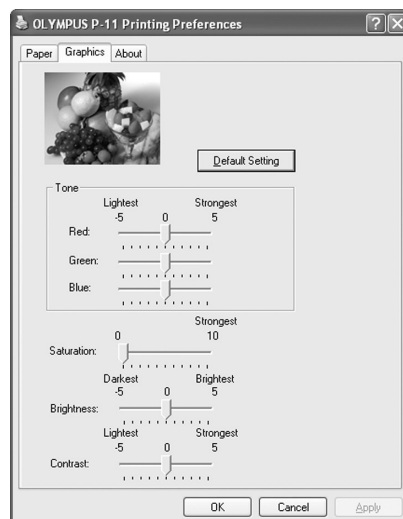 OLYMPUS P-11 Printing Preferences
Paper Graphics About
Default Setting
Tone
Lightest Strongest
-5 0 5
Red:
Green:
Blue:
Strongest
0 10
Saturation:
Darkest Brightest
-5 0 5
Brightness:
Lightest Strongest
-5 0 5
Contrast:
OK Cancel Apply